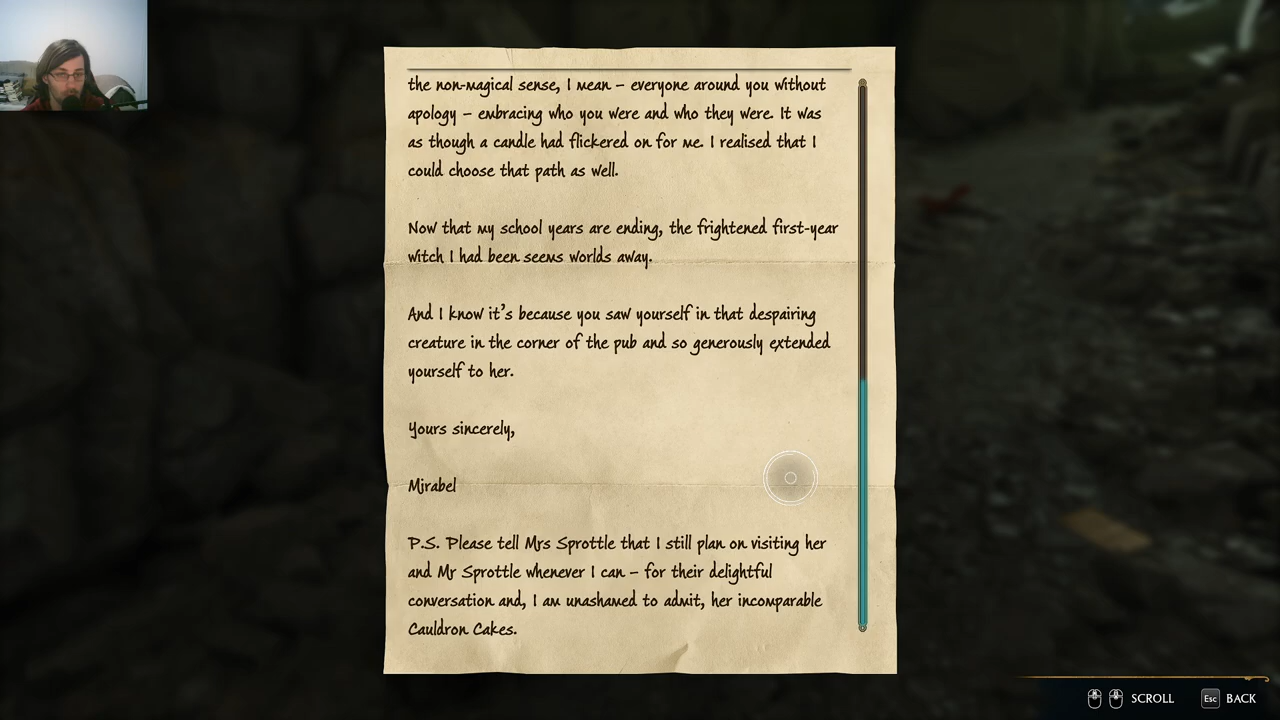 the non-magical sense, I mean – everyone around you without
apology – embracing who you were and who they were. It was
as though a candle had flickered on for me. I realised that I
could choose that path as well.
Now that my school years are ending, the frightened first-year
witch I had been seems worlds away.
And I know it's because you saw yourself in that despairing
creature in the corner of the pub and so generously extended
yourself to her.
Yours sincerely,
Mirabel
P.S. Please tell Mrs Sprottle that I still plan on visiting her
and Mr Sprottle whenever I can – for their delightful
conversation and, I am unashamed to admit, her incomparable
Cauldron Cakes.
SCROLL
Esc BACK